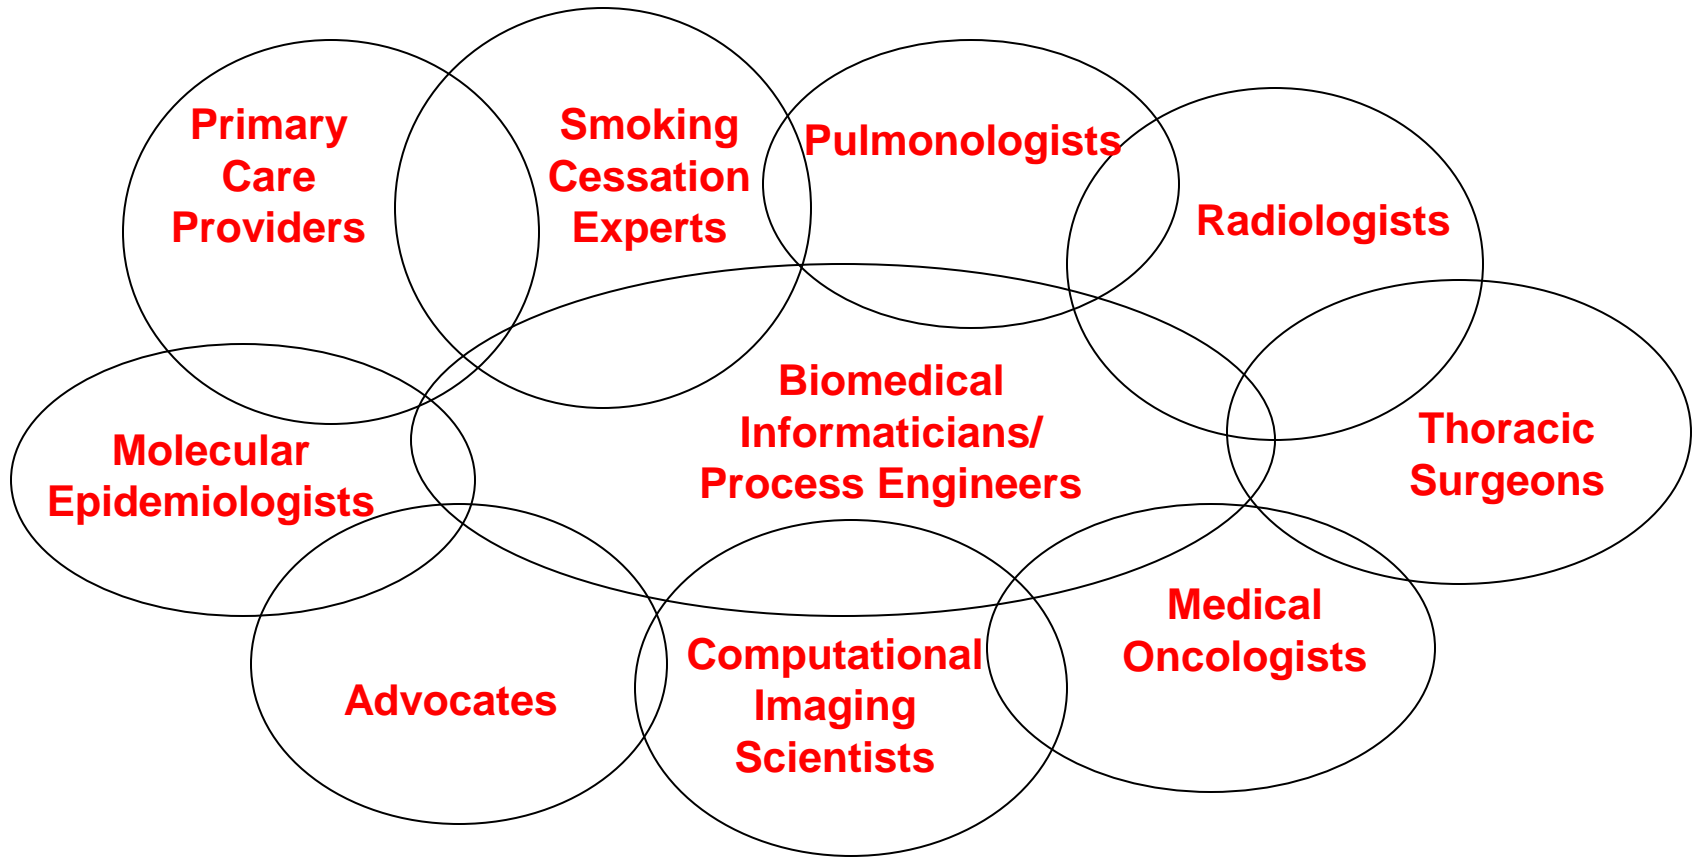 Primary
Care
Providers
Smoking
Cessation
Experts
Pulmonologists
Radiologists
Biomedical
Informaticians/
Process Engineers
Thoracic
Surgeons
Molecular
Epidemiologists
Advocates
Computational
Imaging
Scientists
Medical
Oncologists